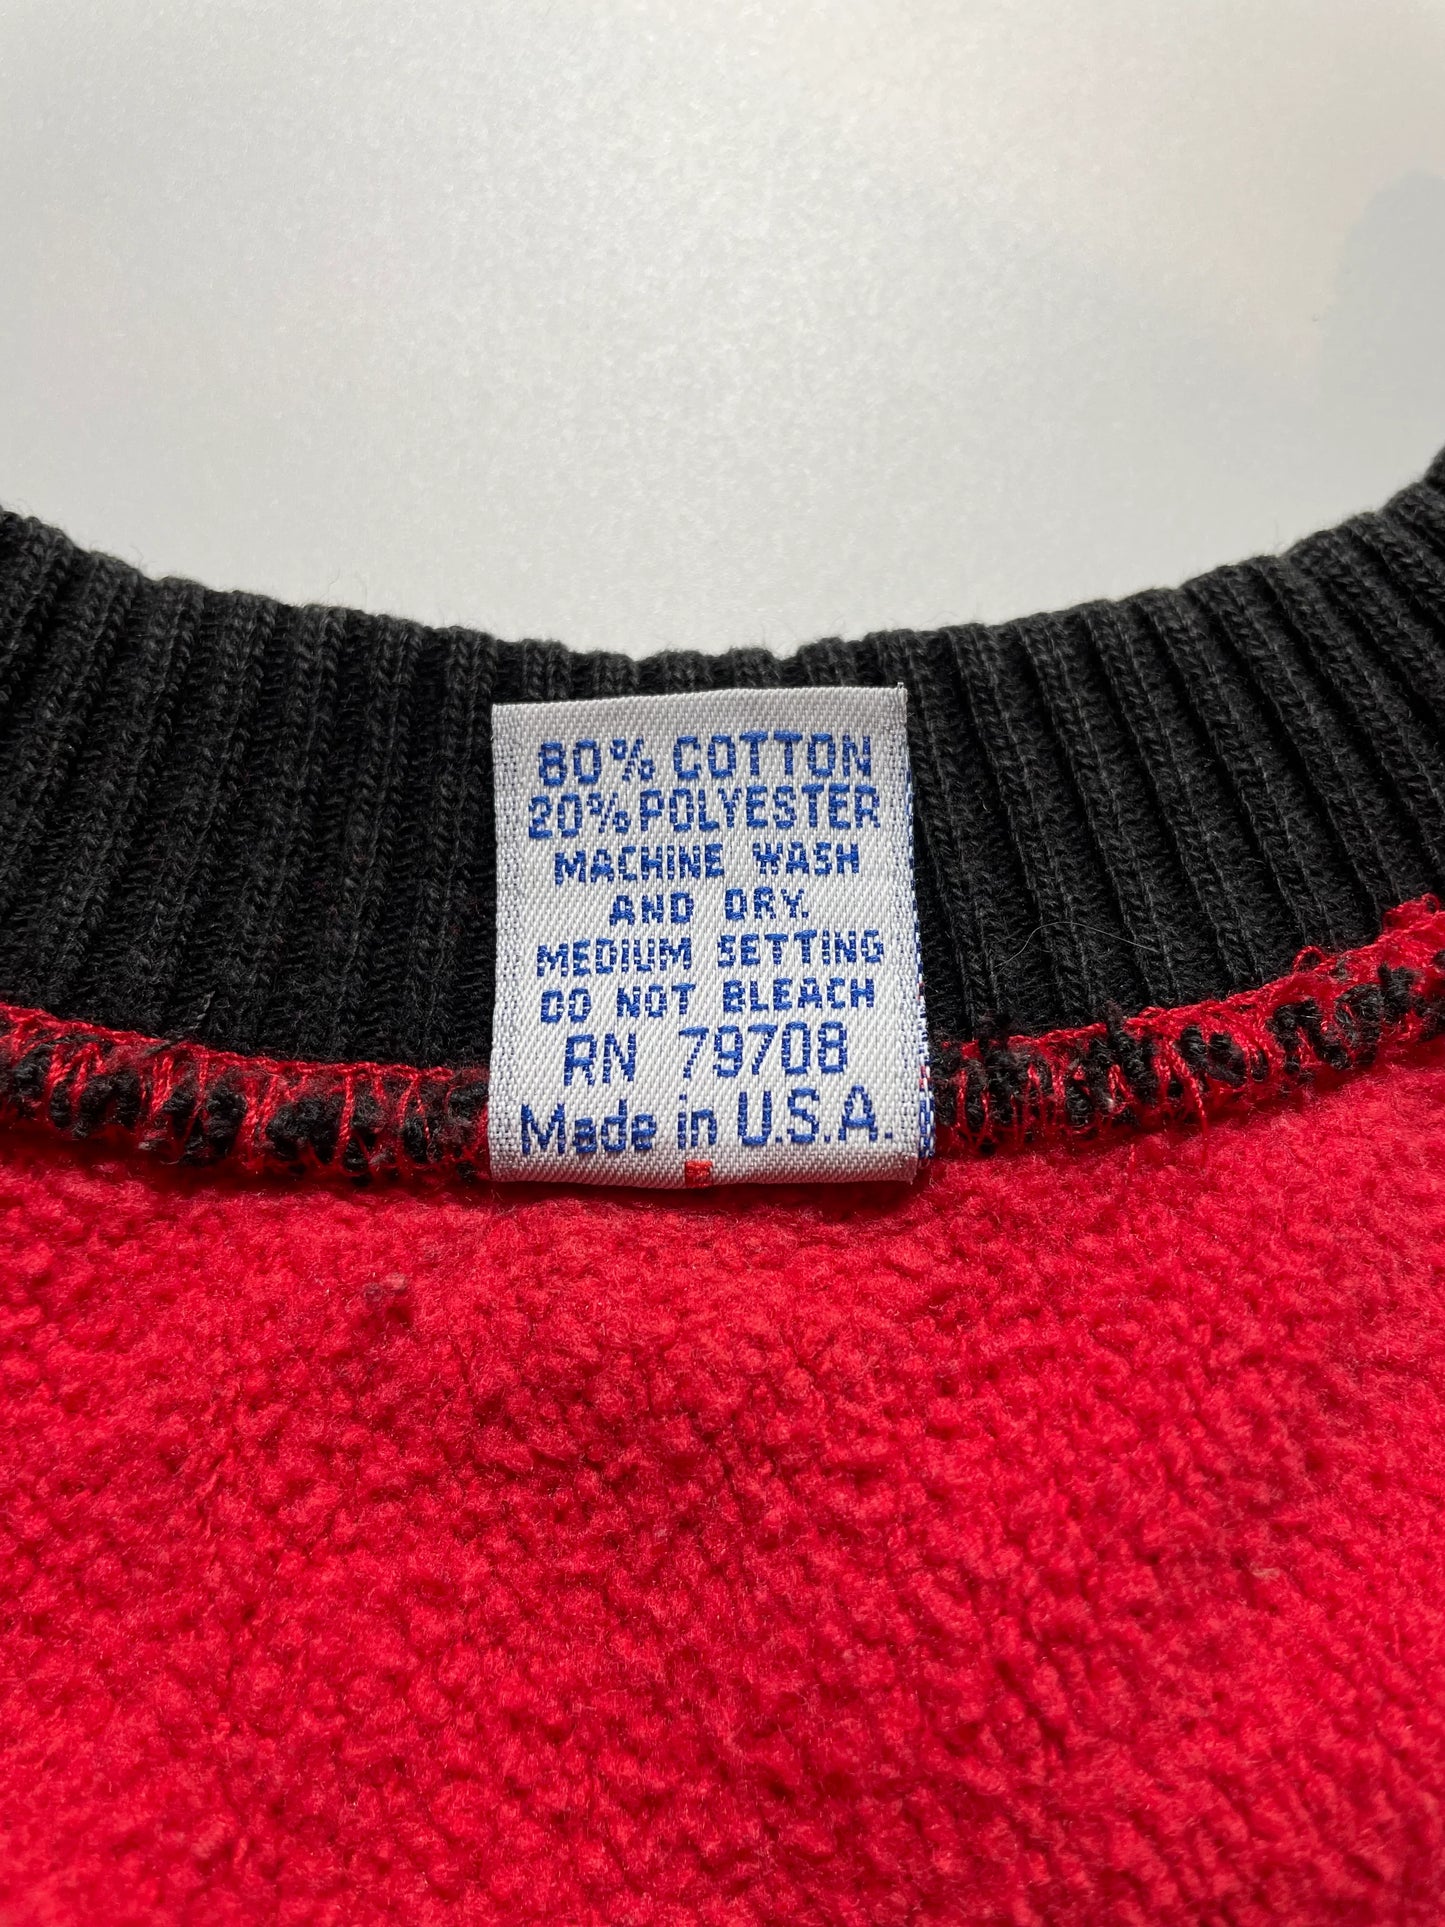 80% COTTON
20% POLYESTER
MACHINE WASH
AND DRY.
MEDIUM SETTING
DO NOT BLEACH
RN 79708
Made in U.S.A.